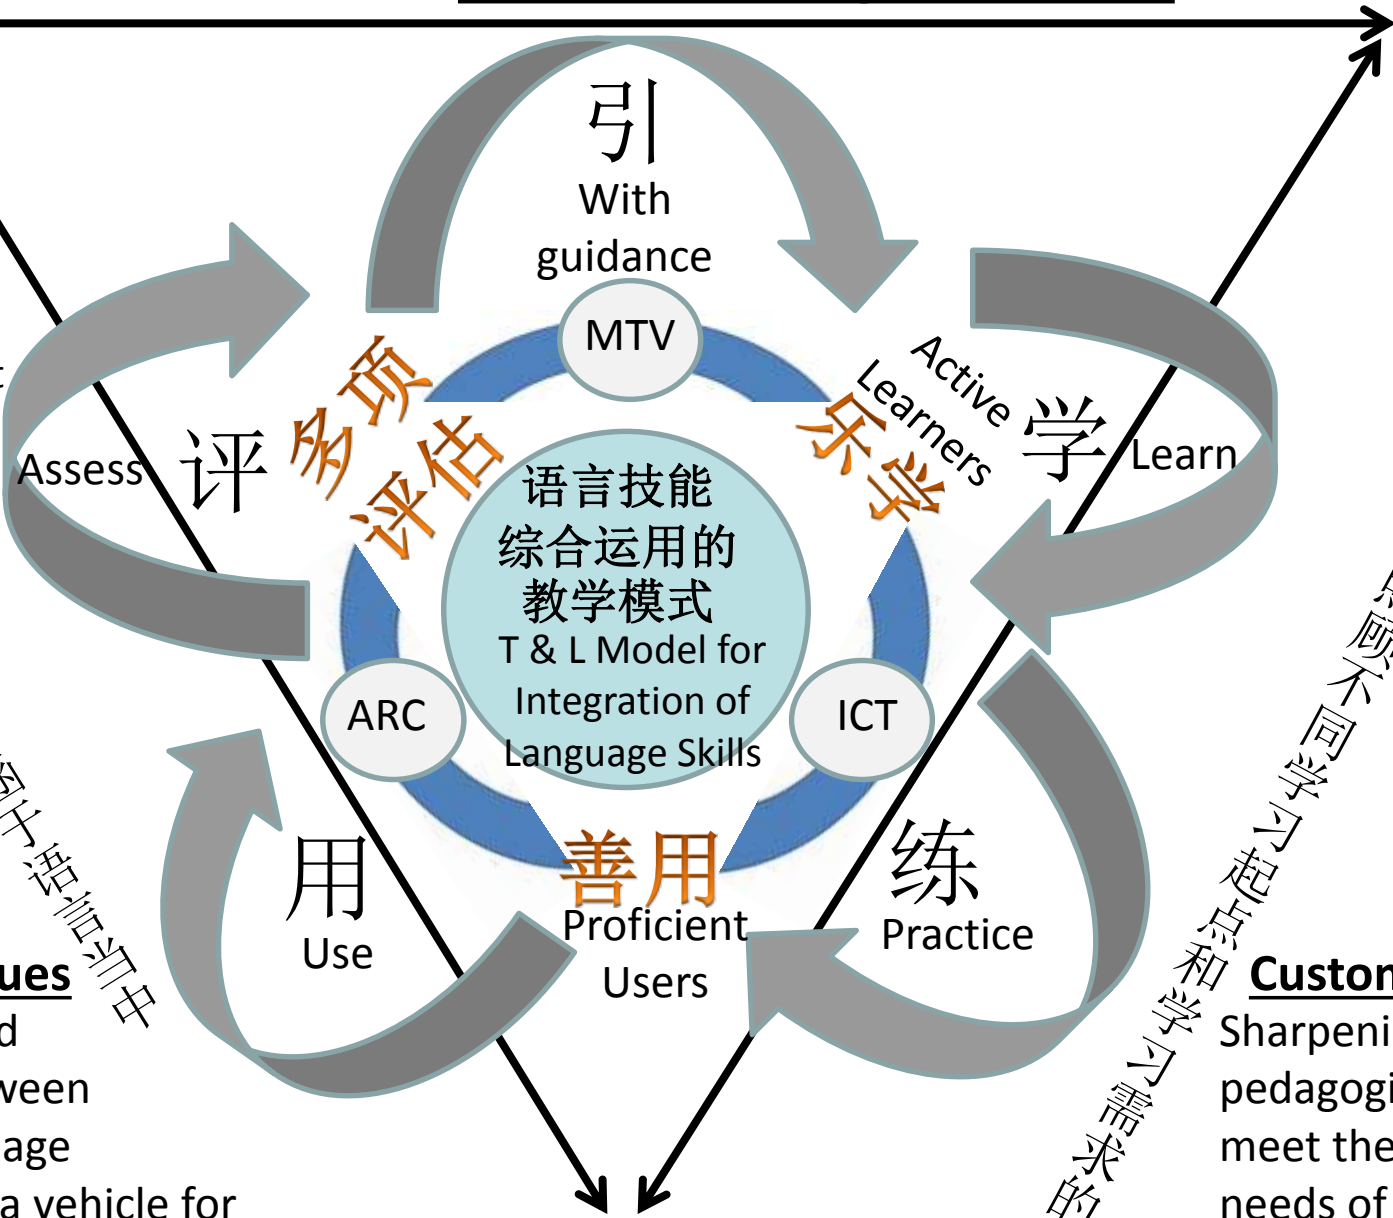 引
With
guidance
MTV
Active
Learners
学
Learn
乐学
多项
评估
评
Assess
语言技能
综合运用的
教学模式
T & L Model for
Integration of
Language Skills
ARC
ICT
善用
Proficient
Users
用
Use
练
Practice
于语言当中
顾不同学习起点和学习需求的
ues
d
ween
age
a vehicle for
Custon
Sharpeni
pedagogi
meet the
needs of